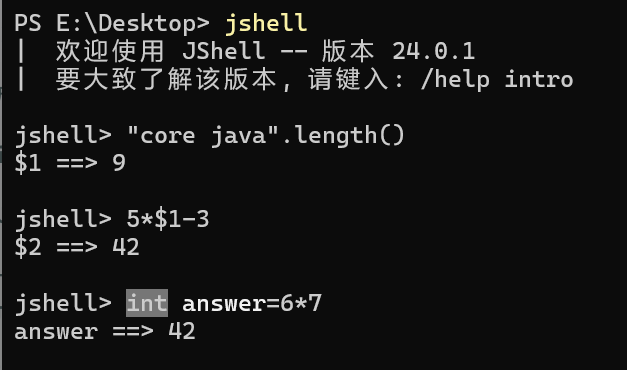 PS E:\Desktop> jshell
|  欢迎使用 JShell -- 版本 24.0.1
|  要大致了解该版本, 请键入: /help intro
jshell> "core java".length()
$1 ==> 9
jshell> 5*$1-3
$2 ==> 42
jshell> int answer=6*7
answer ==> 42